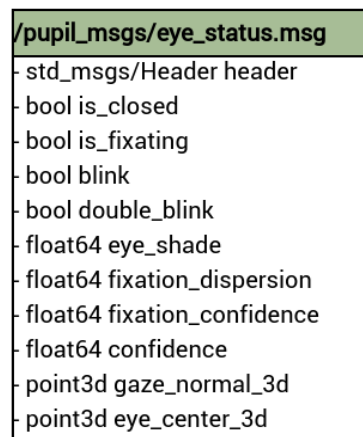 /pupil_msgs/eye_status.msg
- std_msgs/Header header
- bool is_closed
- bool is_fixating
- bool blink
- bool double_blink
- float64 eye_shade
- float64 fixation_dispersion
- float64 fixation_confidence
- float64 confidence
- point3d gaze_normal_3d
- point3d eye_center_3d